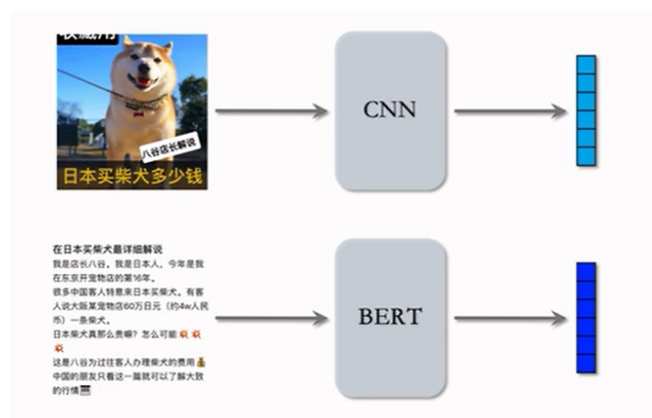 收藏用
CNN
八谷店长解说
日本买柴犬多少钱
在日本买柴犬最详细解说
我是店长八谷。我是日本人，今年是我
在东京开宠物店的第16年。
很多中国客人特意来日本买柴犬。有客
人说大阪某宠物店60万日元（约4w人民
币）一条柴犬。
日本柴犬真那么贵嘛？怎么可能💥💥
💥
这是八谷为过往客人办理柴犬的费用💰
中国的朋友只看这一篇就可以了解大致
的行情🎞
BERT